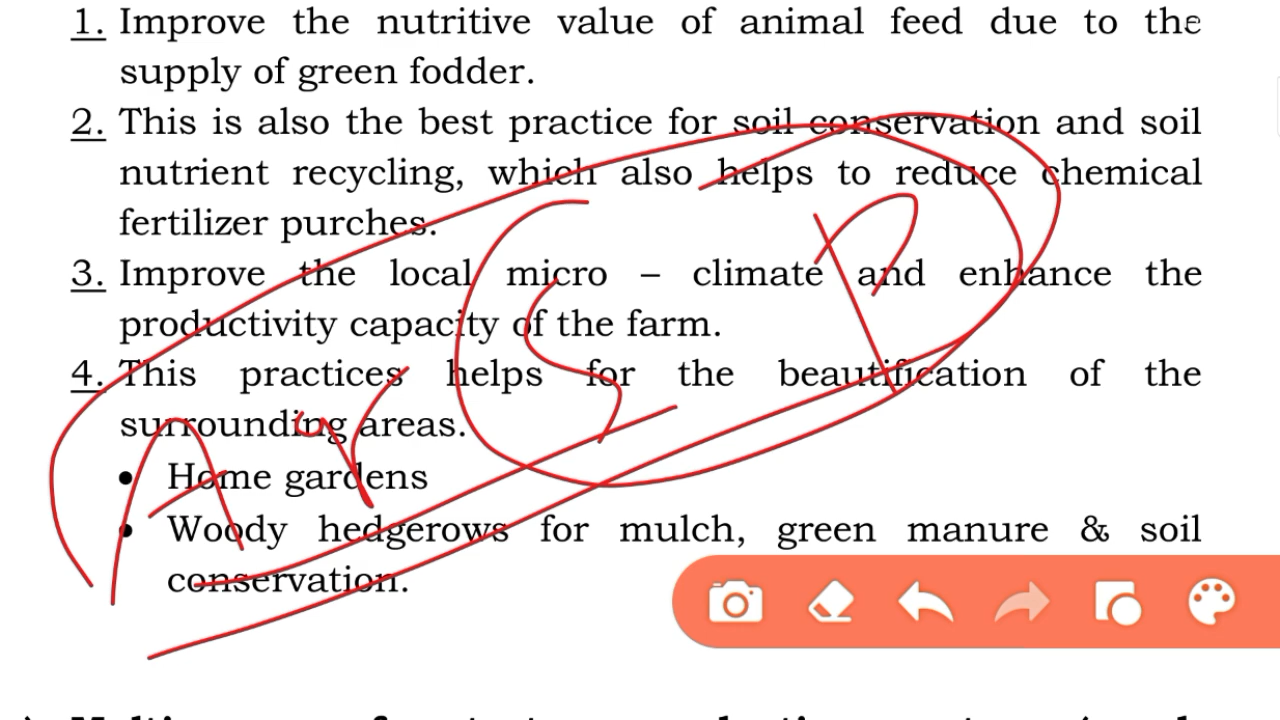 1. Improve the nutritive value of animal feed due to the
supply of green fodder.
2. This is also the best practice for soil conservation and soil
nutrient recycling, which also helps to reduce chemical
fertilizer purches.
3. Improve the local micro – climate and enhance the
productivity capacity of the farm.
4. This practices helps for the beautification of the
surrounding areas.
• Home gardens
• Woody hedgerows for mulch, green manure & soil
conservation.